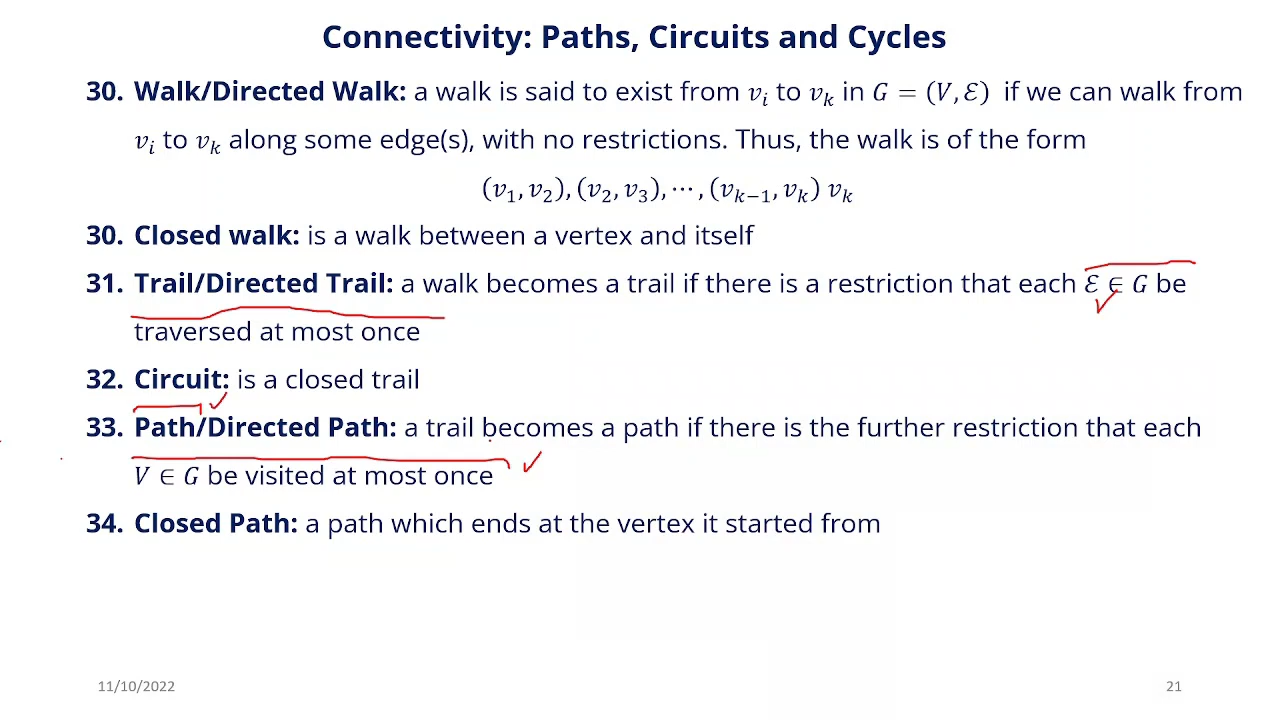 Connectivity: Paths, Circuits and Cycles
30. Walk/Directed Walk: a walk is said to exist from vᵢ to vₖ in G = (V, ℰ) if we can walk from
vᵢ to vₖ along some edge(s), with no restrictions. Thus, the walk is of the form
(v₁, v₂), (v₂, v₃), ⋯, (vₖ₋₁, vₖ) vₖ
30. Closed walk: is a walk between a vertex and itself
31. Trail/Directed Trail: a walk becomes a trail if there is a restriction that each ℰ ∈ G be
traversed at most once
32. Circuit: is a closed trail
33. Path/Directed Path: a trail becomes a path if there is the further restriction that each
V ∈ G be visited at most once
34. Closed Path: a path which ends at the vertex it started from
11/10/2022
21